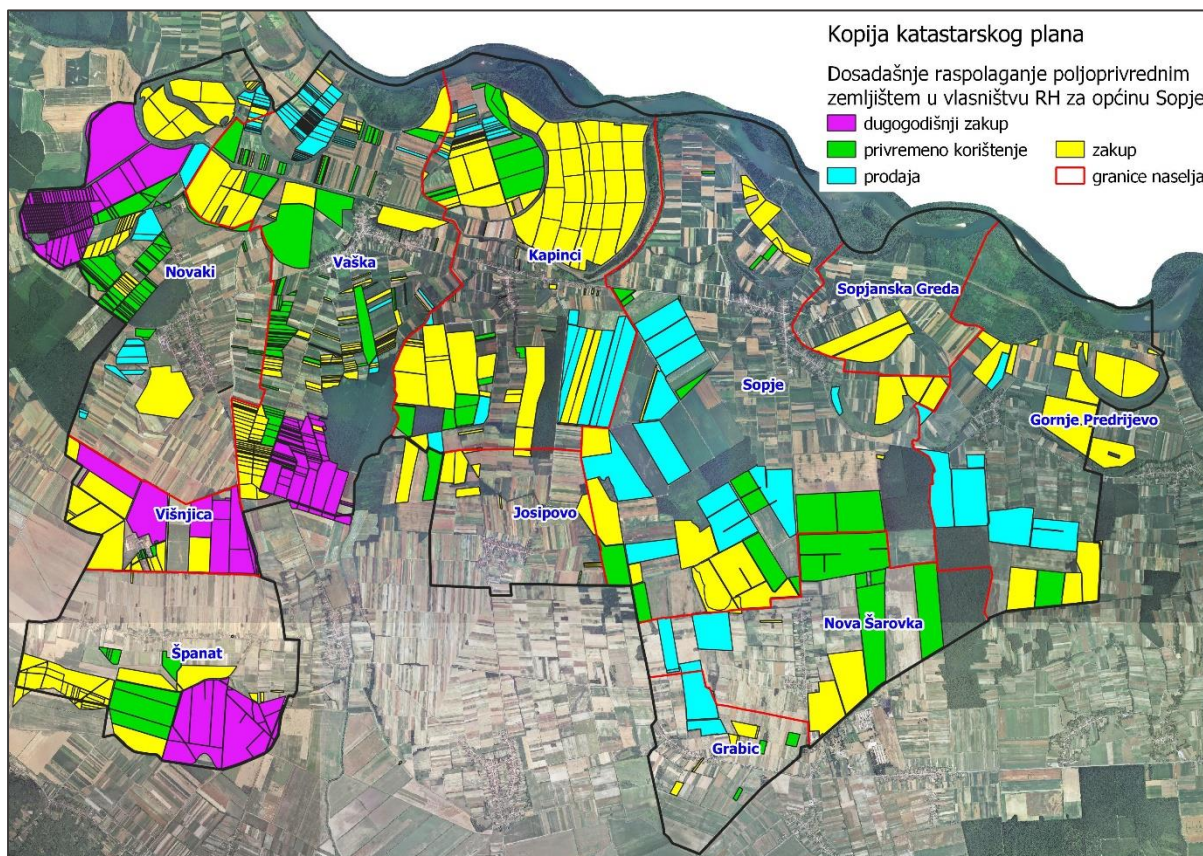 Kopija katastarskog plana
Dosadašnje raspolaganje poljoprivrednim
zemljištem u vlasništvu RH za općinu Sopje
dugogodišnji zakup
privremeno korištenje
zakup
prodaja
granice naselja
Novaki
Vaška
Kapinci
Sopjanska Greda
Sopje
Gornje Predrijevo
Višnjica
Josipovo
Nova Šarovka
Španat
Grabic